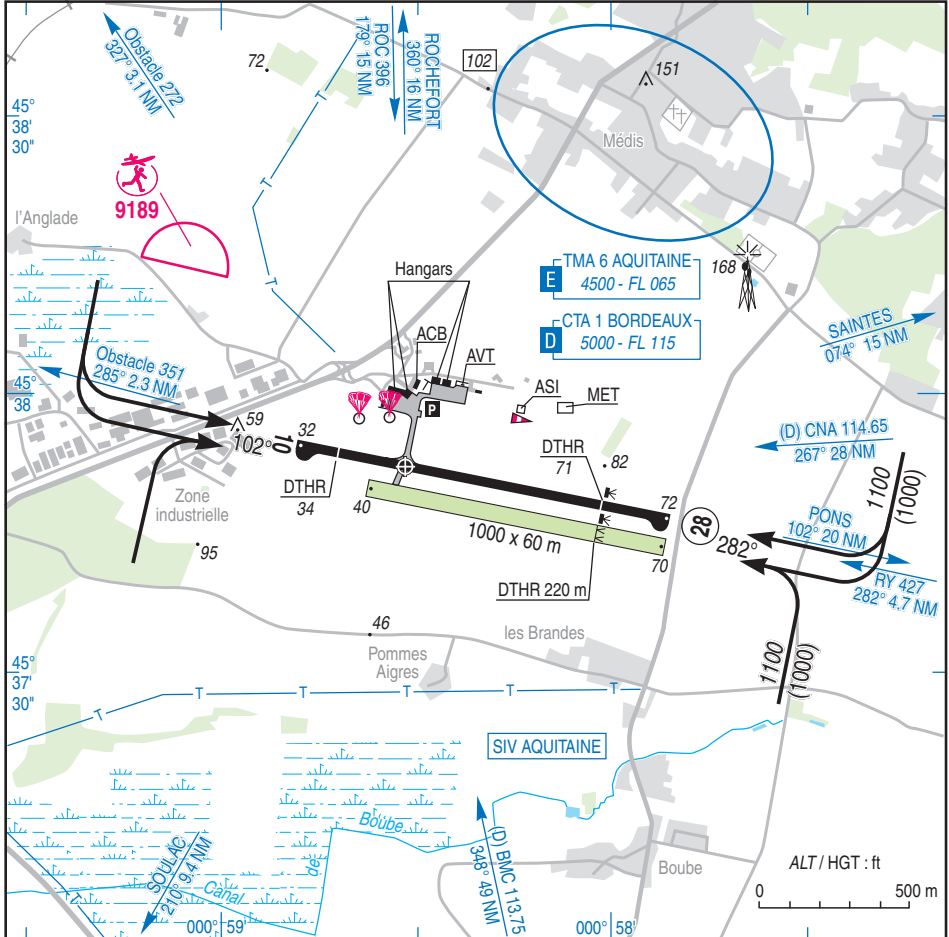 Obstacle 272
327° 3.1 NM
72
ROC 396
179° 15 NM
ROCHEFORT
360° 16 NM
102
151
Médis
45°
38'
30"
9189
l'Anglade
T
T
Hangars
ACB
AVT
P
TMA 6 AQUITAINE
E
4500 - FL 065
CTA 1 BORDEAUX
D
5000 - FL 115
168
SAINTES
074° 15 NM
Obstacle 351
285° 2.3 NM
45°
38
ASI
MET
59
102°
10
32
DTHR
34
40
DTHR
71
82
72
28
282°
(D) CNA 114.65
267° 28 NM
1100
(1000)
PONS
102° 20 NM
RY 427
282° 4.7 NM
Zone
industrielle
95
1000 x 60 m
70
DTHR 220 m
46
les Brandes
Pommes
Aigres
1100
(1000)
45°
37'
30"
T
T
T
T
T
SIV AQUITAINE
Boube
de
Canal
SOULAC
210° 9.4 NM
T
(D) BMC 113.75
348° 49 NM
Boube
ALT / HGT : ft
0
500 m
000° 59'
000° 58'